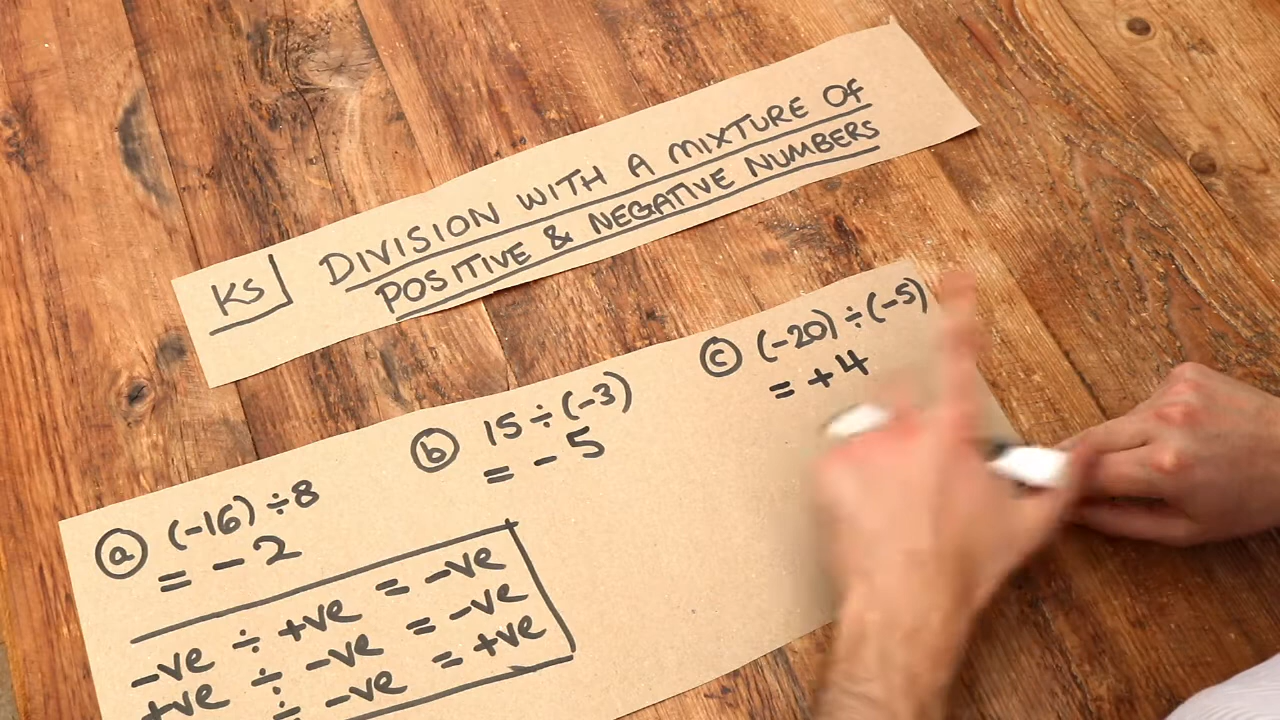 KS DIVISION WITH A MIXTURE OF
POSITIVE & NEGATIVE NUMBERS
a (-16) ÷ 8
= - 2
b 15 ÷ (-3)
= - 5
c (-20) ÷ (-5)
= + 4
-ve ÷ +ve = -ve
+ve ÷ -ve = -ve
÷ -ve = +ve